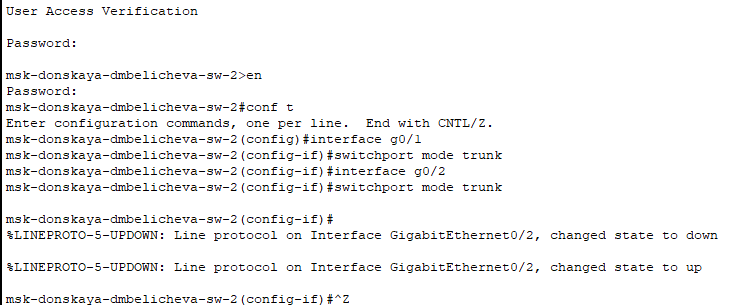 User Access Verification
Password:
msk-donskaya-dmbelicheva-sw-2>en
Password:
msk-donskaya-dmbelicheva-sw-2#conf t
Enter configuration commands, one per line.  End with CNTL/Z.
msk-donskaya-dmbelicheva-sw-2(config)#interface g0/1
msk-donskaya-dmbelicheva-sw-2(config-if)#switchport mode trunk
msk-donskaya-dmbelicheva-sw-2(config-if)#interface g0/2
msk-donskaya-dmbelicheva-sw-2(config-if)#switchport mode trunk
msk-donskaya-dmbelicheva-sw-2(config-if)#
%LINEPROTO-5-UPDOWN: Line protocol on Interface GigabitEthernet0/2, changed state to down
%LINEPROTO-5-UPDOWN: Line protocol on Interface GigabitEthernet0/2, changed state to up
msk-donskaya-dmbelicheva-sw-2(config-if)#^Z